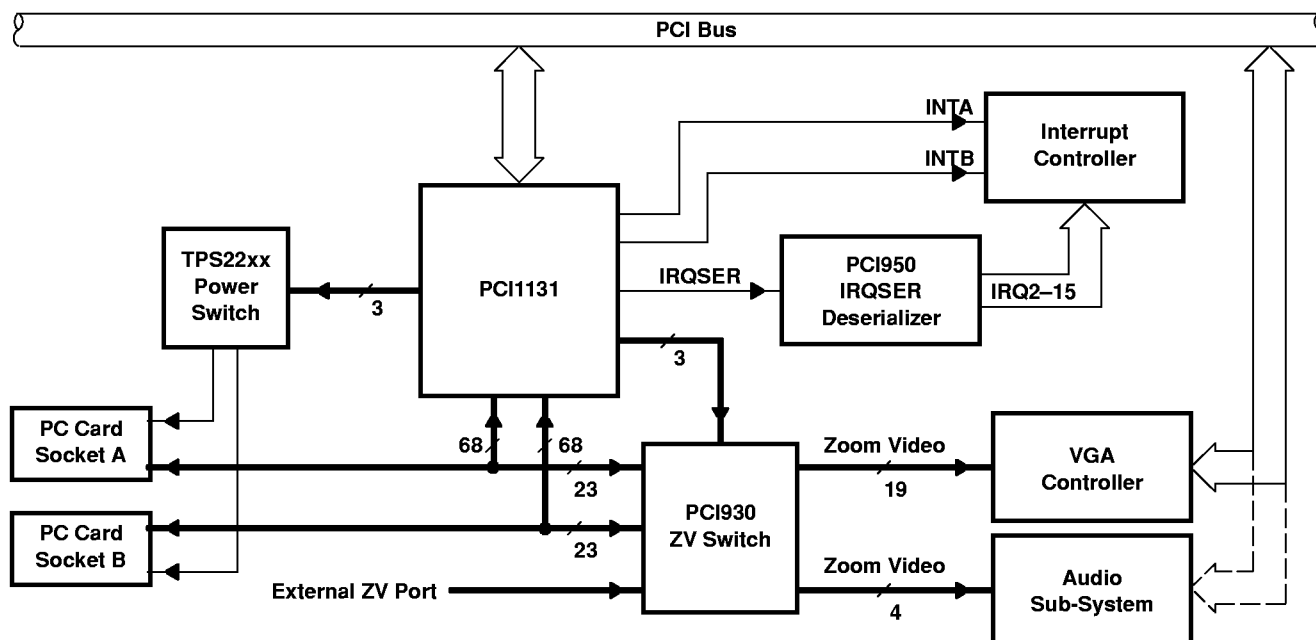 PCI Bus
INTA
Interrupt
Controller
INTB
TPS22xx
Power
Switch
3
PCI1131
IRQSER
PCI950
IRQSER
Deserializer
IRQ2–15
3
PC Card
Socket A
68
68
23
Zoom Video
19
VGA
Controller
PC Card
Socket B
23
PCI930
ZV Switch
External ZV Port
Zoom Video
4
Audio
Sub-System